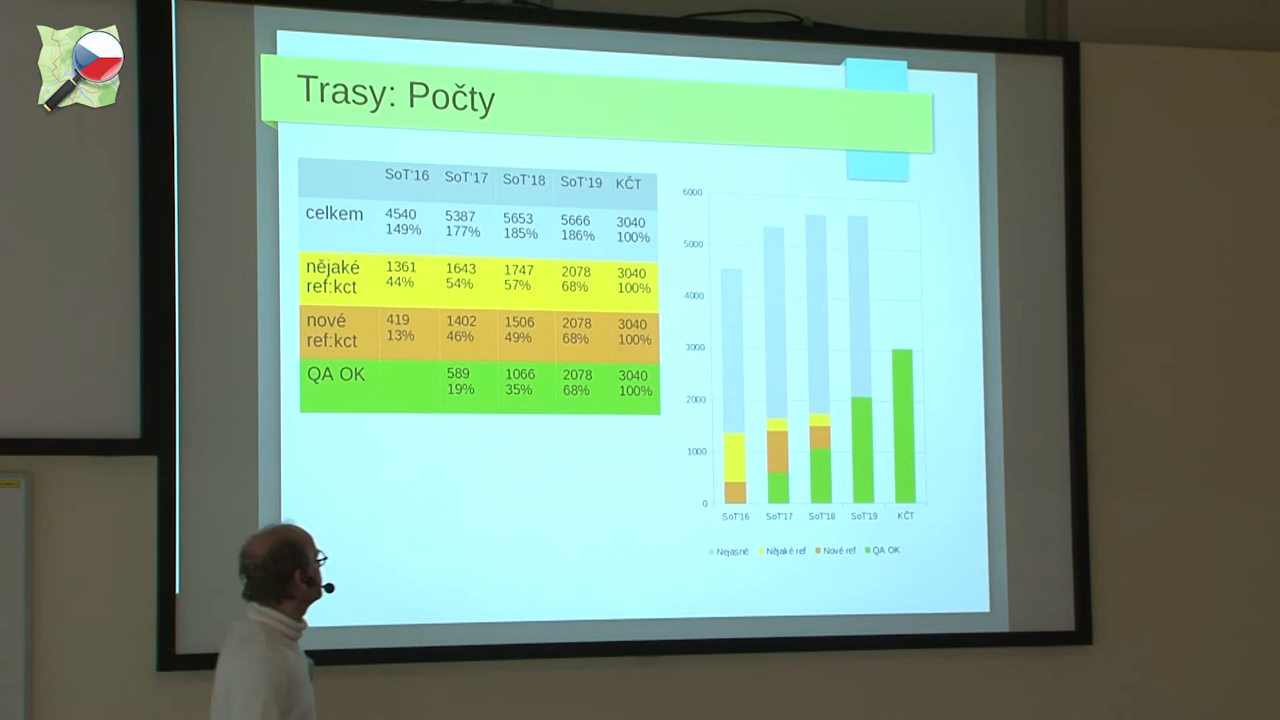 Trasy: Počty
SoT'16 SoT'17 SoT'18 SoT'19 KČT
celkem 4540 5387 5653 5666 3040
149% 177% 185% 186% 100%
nějaké 1361 1643 1747 2078 3040
ref:kct 44% 54% 57% 68% 100%
nové 419 1402 1506 2078 3040
ref:kct 13% 46% 49% 68% 100%
QA OK 589 1066 2078 3040
19% 35% 68% 100%
6000
5000
4000
3000
2000
1000
0
SoT'16 SoT'17 SoT'18 SoT'19 KČT
Nejasné Nějaké ref Nové ref QA OK